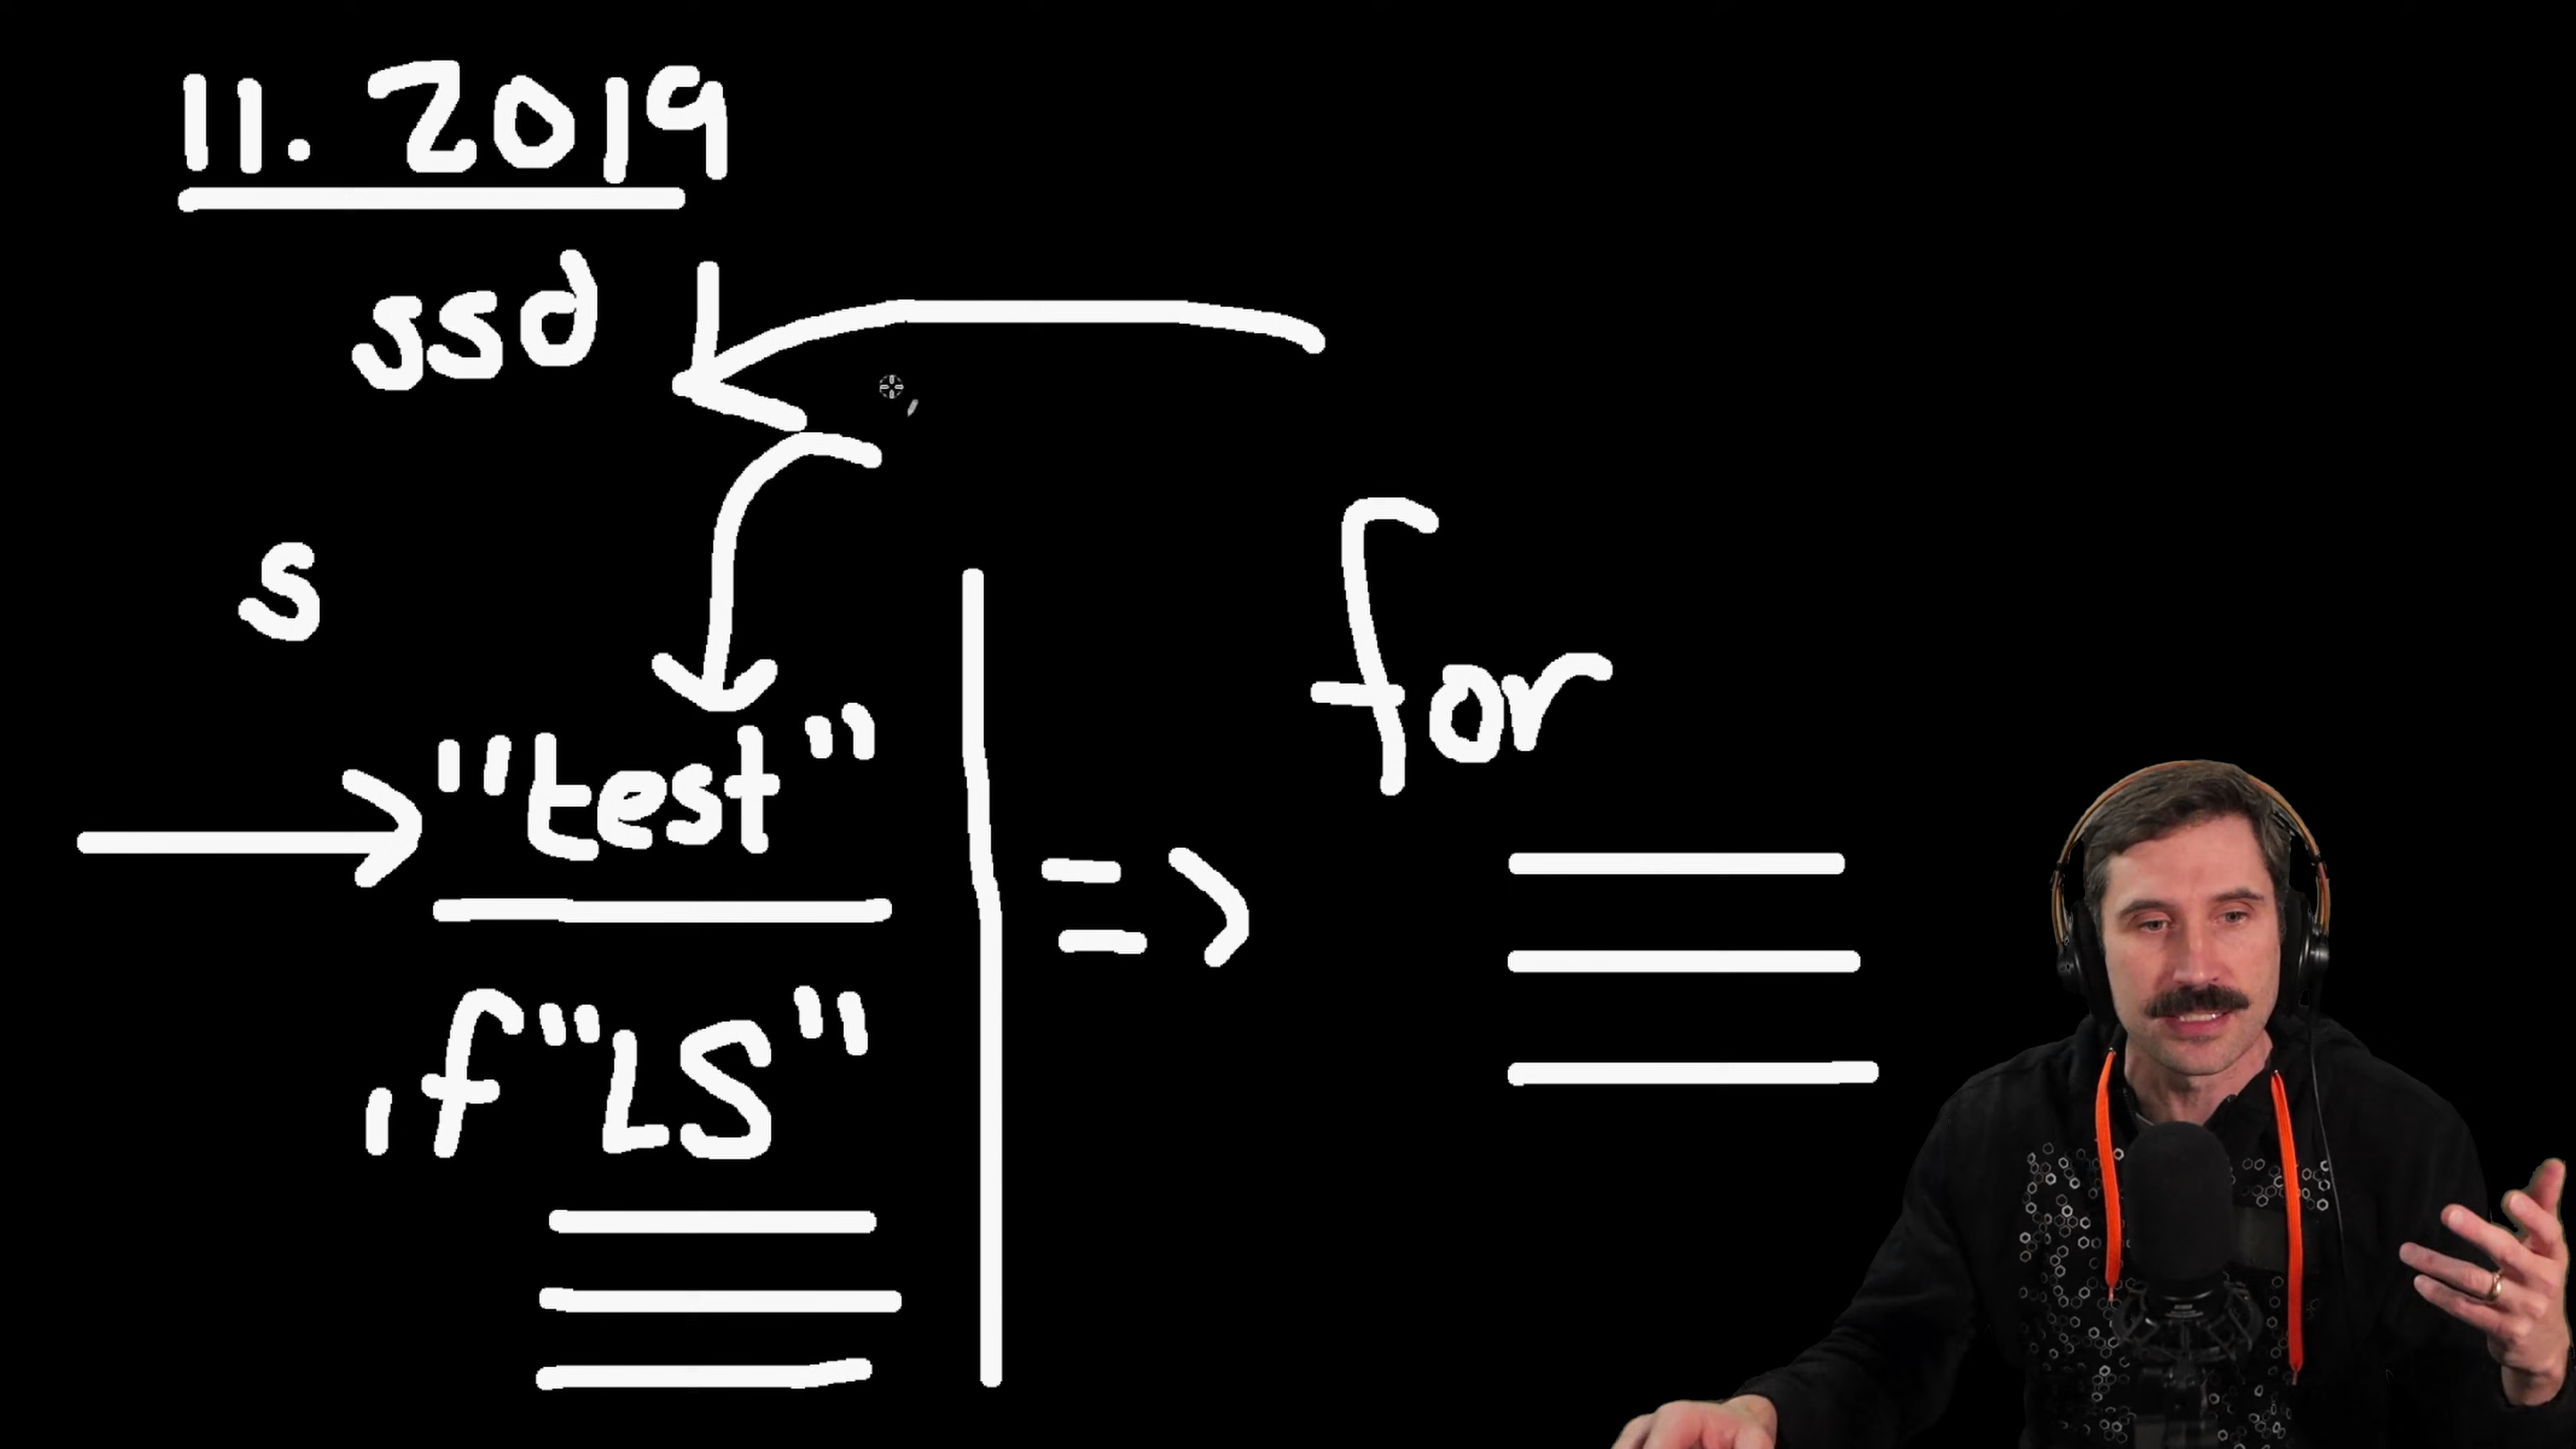 11. 2019
ssd
s
for
"test"
=>
if "LS"